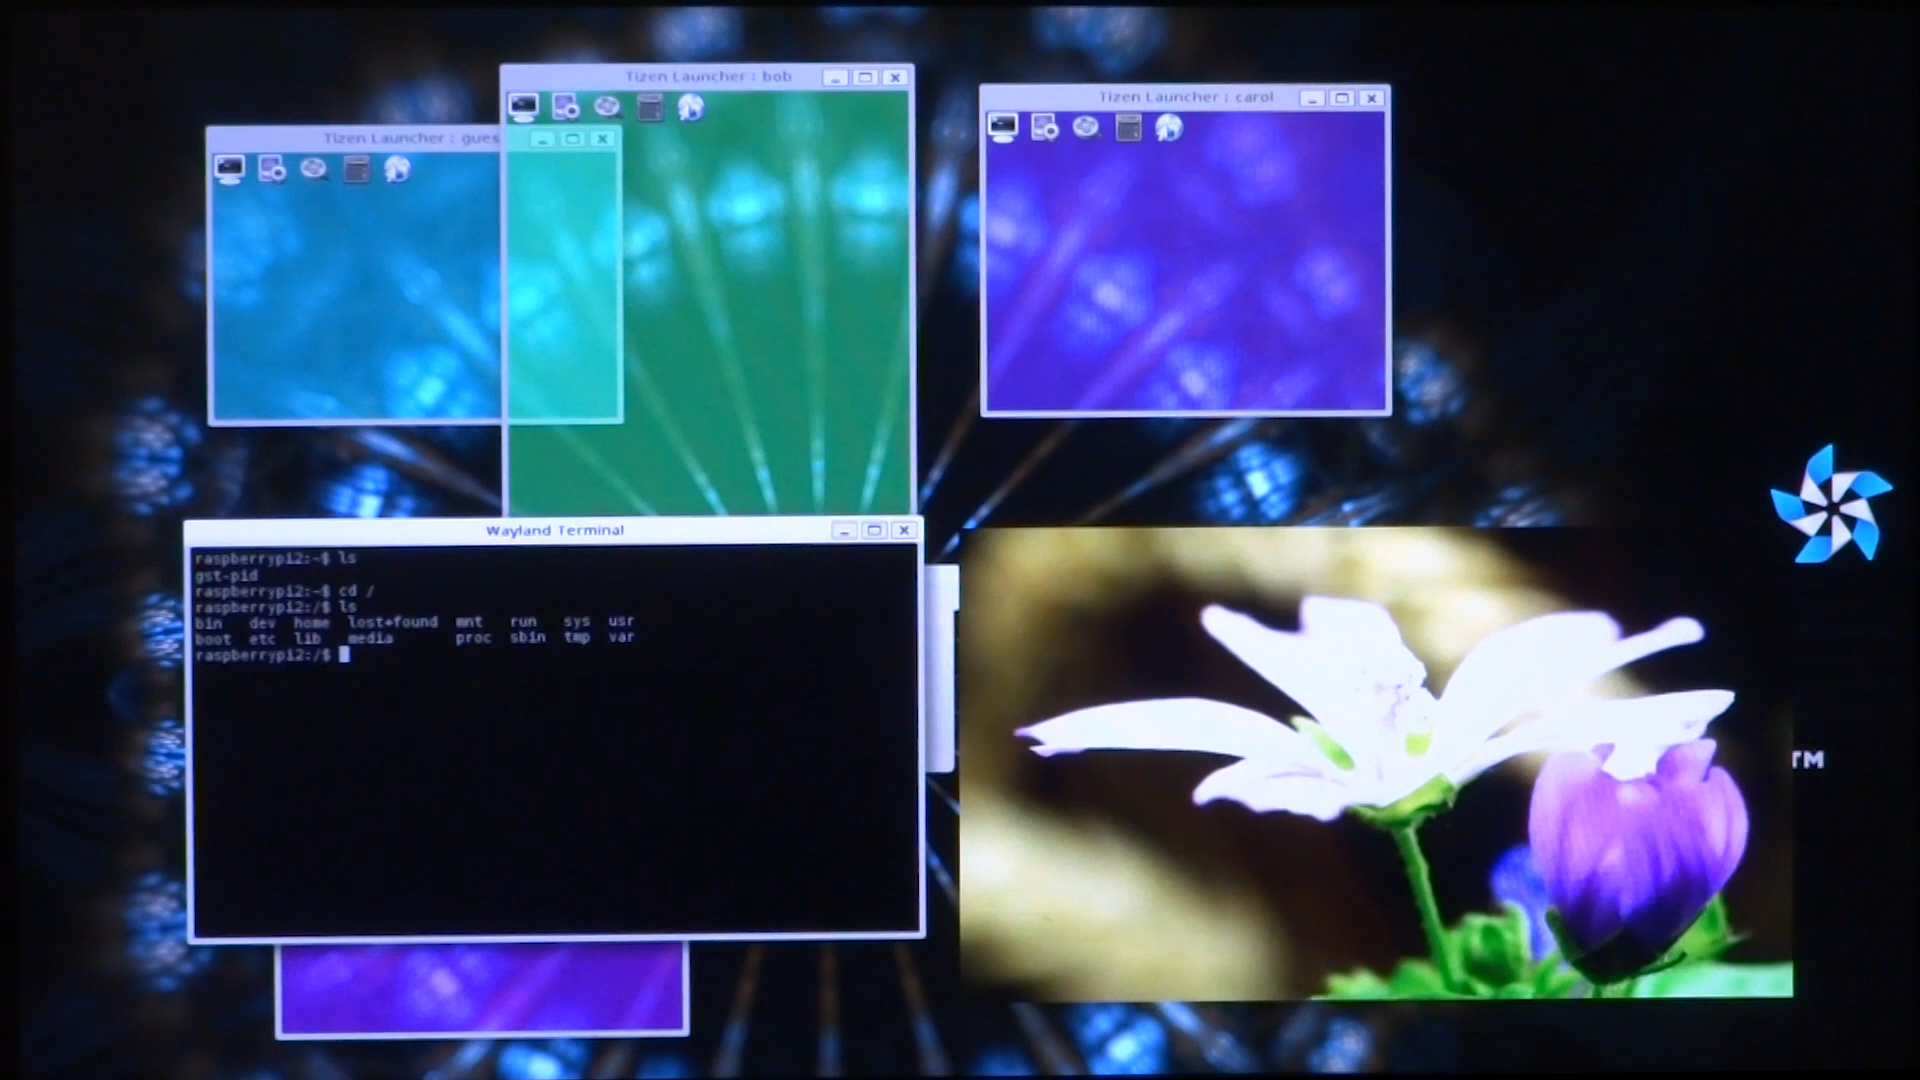 Tizen Launcher : bob
Tizen Launcher : carol
Tizen Launcher : gues
Wayland Terminal
raspberrypi2:~$ ls
gst-pid
raspberrypi2:~$ cd /
raspberrypi2:/$ ls
bin dev home lost+found mnt run sys usr
boot etc lib media proc sbin tmp var
raspberrypi2:/$
TM